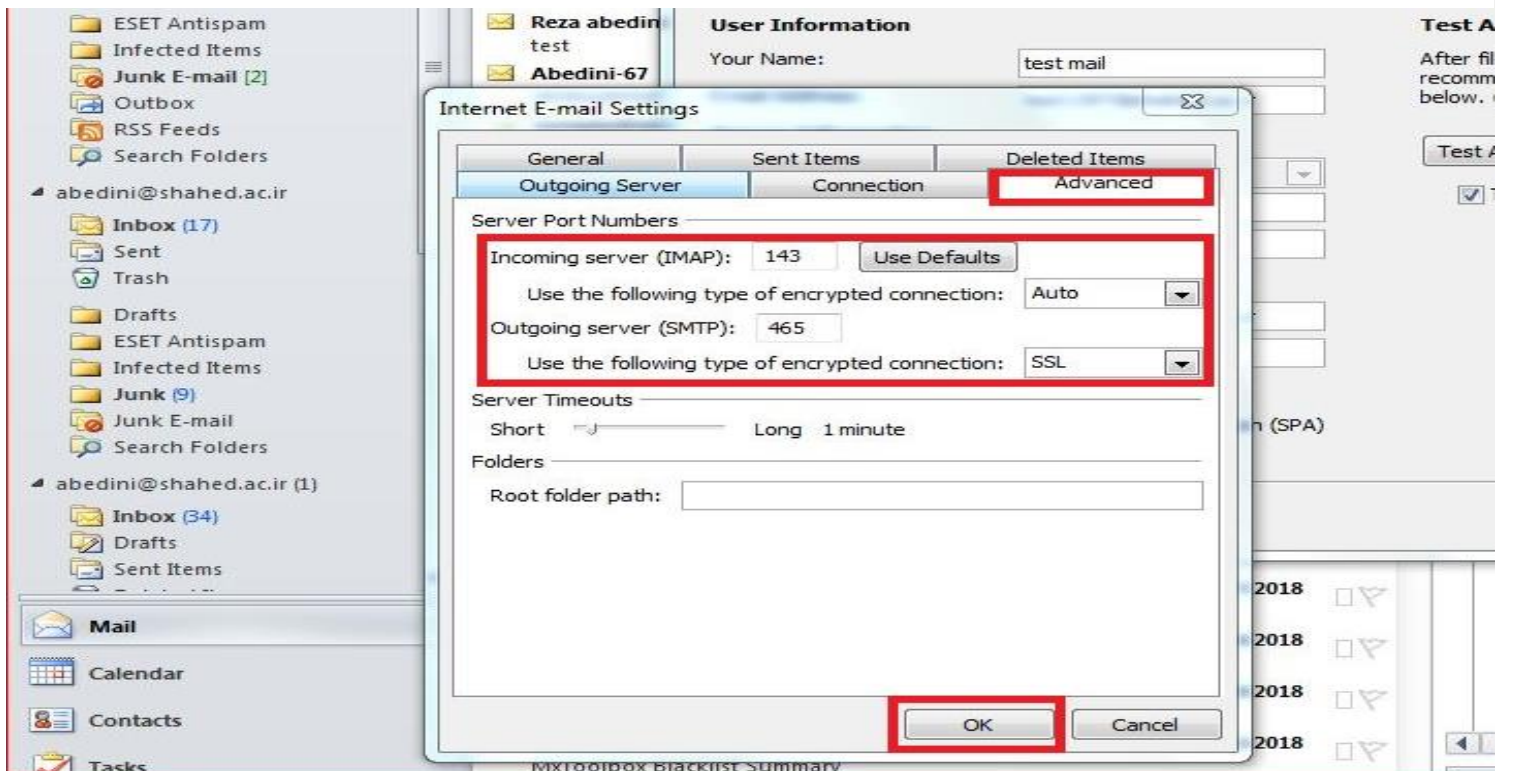 ESET Antispam
Infected Items
Junk E-mail [2]
Outbox
RSS Feeds
Search Folders
abedini@shahed.ac.ir
Inbox (17)
Sent
Trash
Drafts
ESET Antispam
Infected Items
Junk (9)
Junk E-mail
Search Folders
abedini@shahed.ac.ir (1)
Inbox (34)
Drafts
Sent Items
Mail
Calendar
Contacts
Tasks
Reza abedin
test
Abedini-67
User Information
Your Name:
test mail
Test A
After fil
recomm
below.
Test A
Internet E-mail Settings
General
Sent Items
Deleted Items
Outgoing Server
Connection
Advanced
Server Port Numbers
Incoming server (IMAP): 143 Use Defaults
Use the following type of encrypted connection: Auto
Outgoing server (SMTP): 465
Use the following type of encrypted connection: SSL
Server Timeouts
Short Long 1 minute
Folders
Root folder path:
OK
Cancel
(SPA)
2018
2018
2018
2018
MxToolbox Blacklist Summary